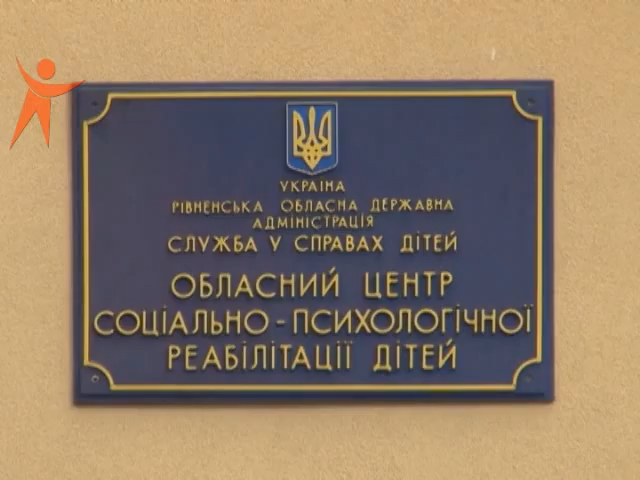 УКРАЇНА
РІВНЕНСЬКА ОБЛАСНА ДЕРЖАВНА
АДМІНІСТРАЦІЯ
СЛУЖБА У СПРАВАХ ДІТЕЙ
ОБЛАСНИЙ ЦЕНТР
СОЦІАЛЬНО-ПСИХОЛОГІЧНОЇ
РЕАБІЛІТАЦІЇ ДІТЕЙ